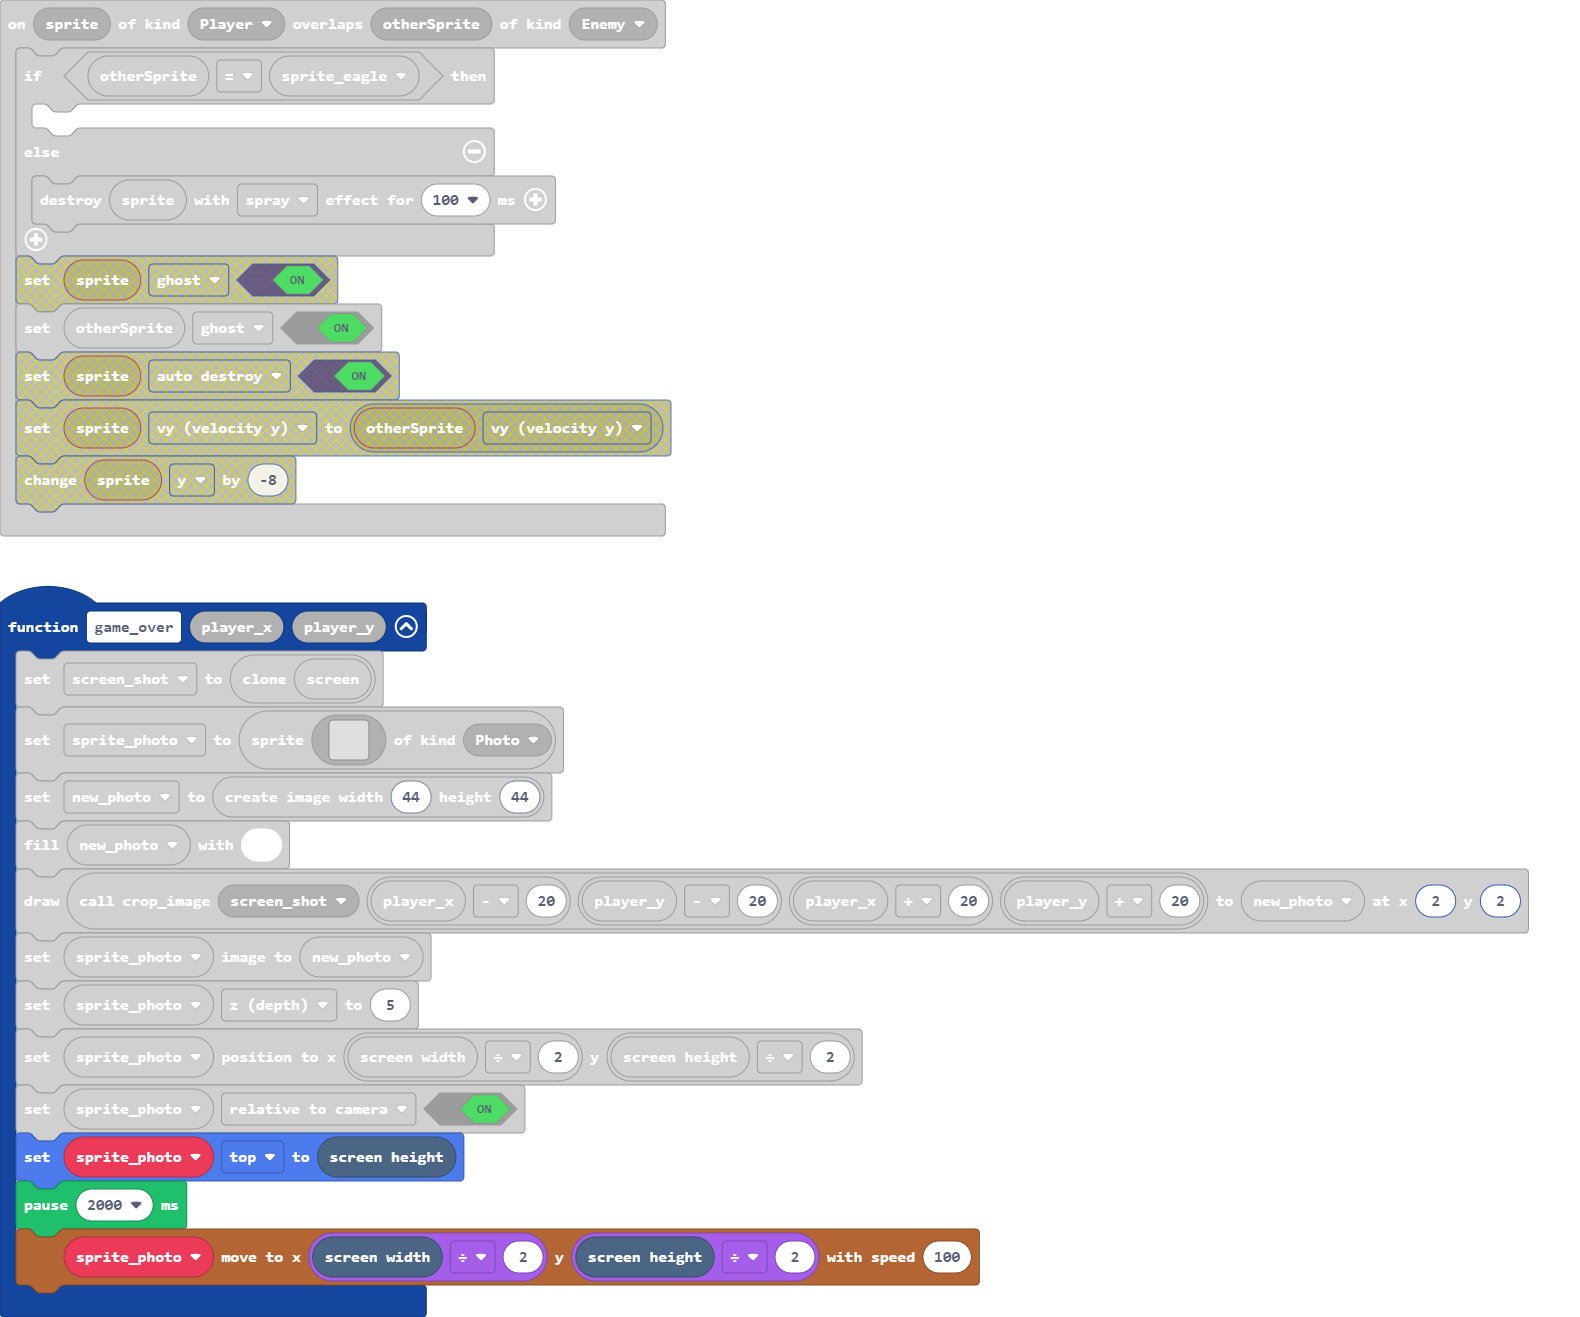 on sprite of kind Player overlaps otherSprite of kind Enemy
if otherSprite = sprite_eagle then
else
destroy sprite with spray effect for 100 ms
set sprite ghost ON
set otherSprite ghost ON
set sprite auto destroy ON
set sprite vy (velocity y) to otherSprite vy (velocity y)
change sprite y by -8
function game_over player_x player_y
set screen_shot to clone screen
set sprite_photo to sprite of kind Photo
set new_photo to create image width 44 height 44
fill new_photo with
draw call crop_image screen_shot player_x - 20 player_y - 20 player_x + 20 player_y + 20 to new_photo at x 2 y 2
set sprite_photo image to new_photo
set sprite_photo z (depth) to 5
set sprite_photo position to x screen width ÷ 2 y screen height ÷ 2
set sprite_photo relative to camera ON
set sprite_photo top to screen height
pause 2000 ms
sprite_photo move to x screen width ÷ 2 y screen height ÷ 2 with speed 100